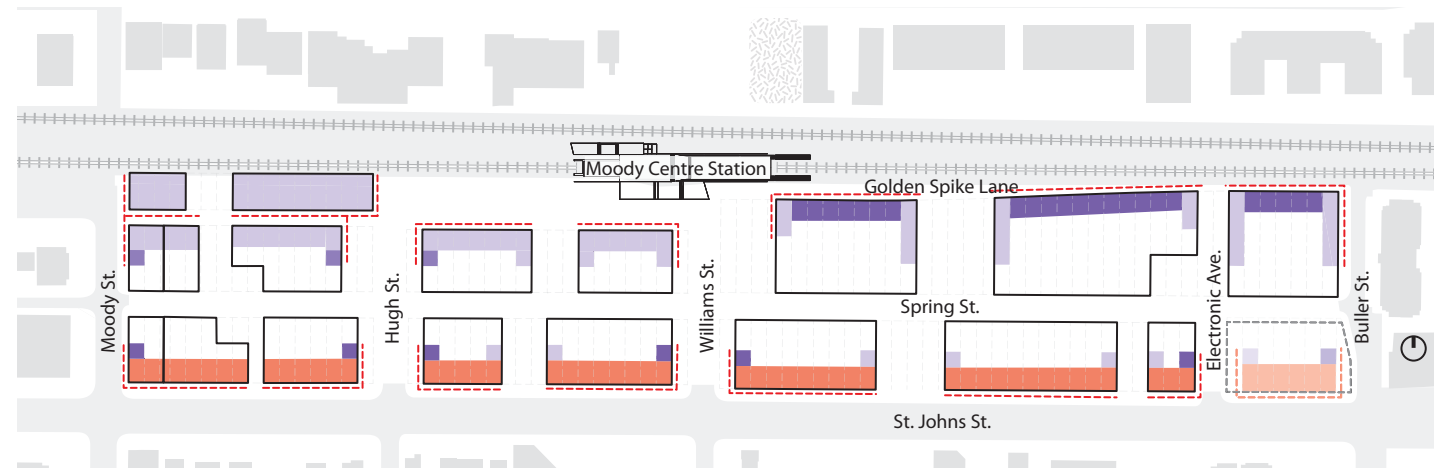 Moody Centre Station
Golden Spike Lane
Moody St.
Hugh St.
Williams St.
Spring St.
Electronic Ave.
Buller St.
St. Johns St.